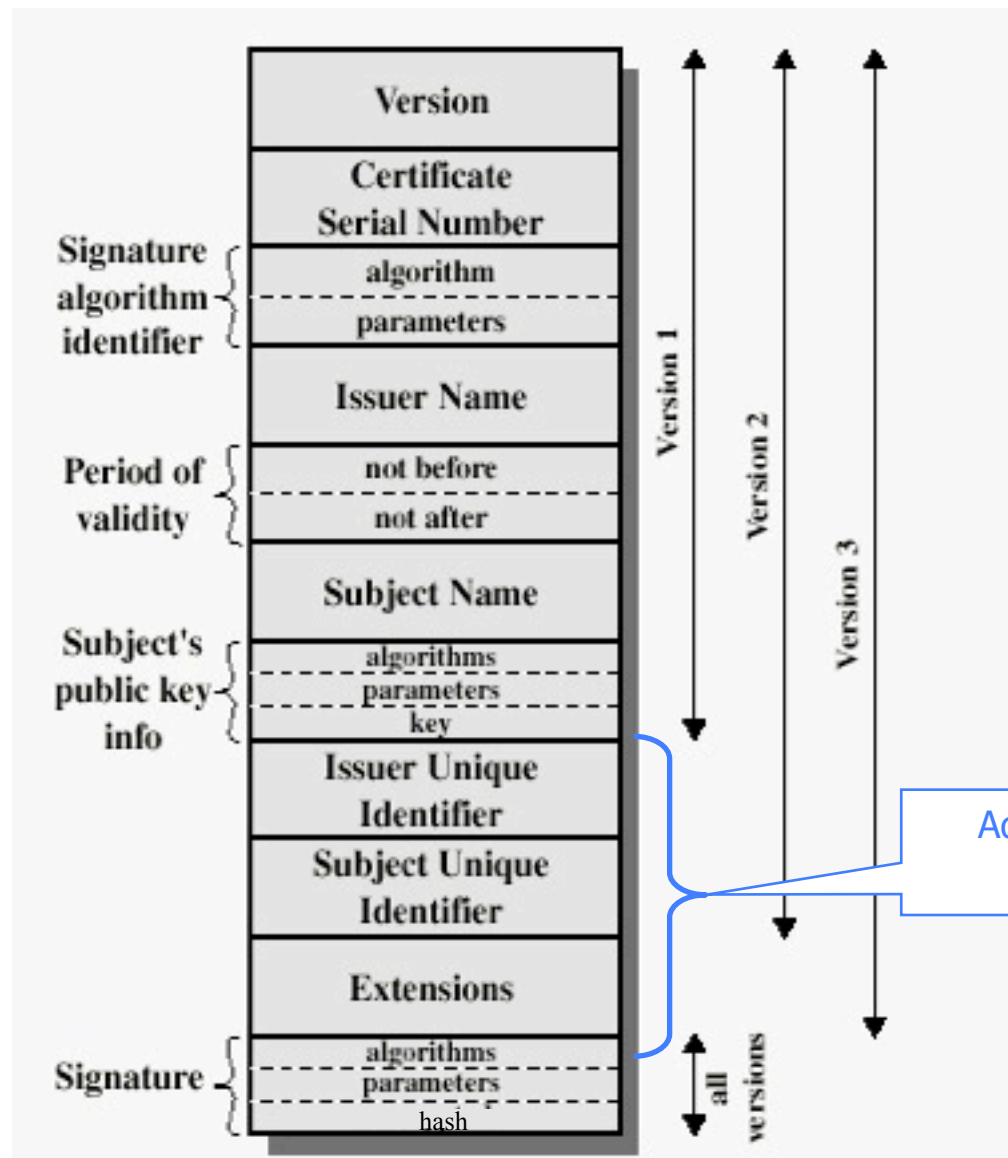 Version
Certificate
Serial Number
Signature
algorithm
identifier
algorithm
parameters
Issuer Name
Period of
validity
not before
not after
Subject Name
Subject's
public key
info
algorithms
parameters
key
Issuer Unique
Identifier
Subject Unique
Identifier
Extensions
Signature
algorithms
parameters
hash
Version 1
Version 2
Version 3
all
versions